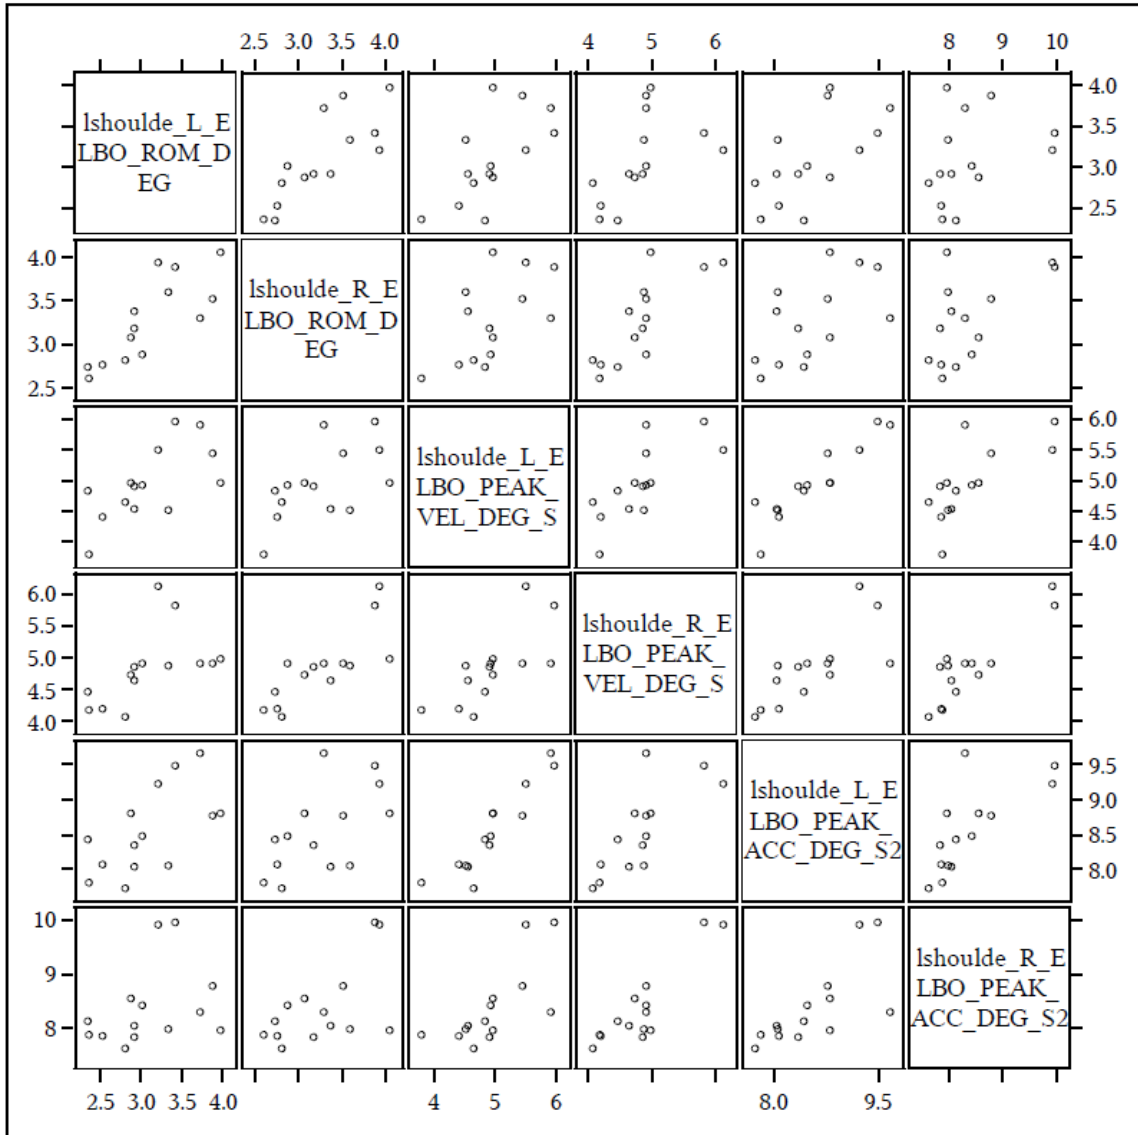 2.5 3.0 3.5 4.0 4 5 6 8 9 10
lshoulde_L_E
LBO_ROM_D
EG
4.0
3.5
3.0
2.5
4.0
3.5
3.0
2.5
lshoulde_R_E
LBO_ROM_D
EG
lshoulde_L_E
LBO_PEAK_
VEL_DEG_S
6.0
5.5
5.0
4.5
4.0
6.0
5.5
5.0
4.5
4.0
lshoulde_R_E
LBO_PEAK_
VEL_DEG_S
lshoulde_L_E
LBO_PEAK_
ACC_DEG_S2
9.5
9.0
8.5
8.0
10
9
8
lshoulde_R_E
LBO_PEAK_
ACC_DEG_S2
2.5 3.0 3.5 4.0 4 5 6 8.0 9.5